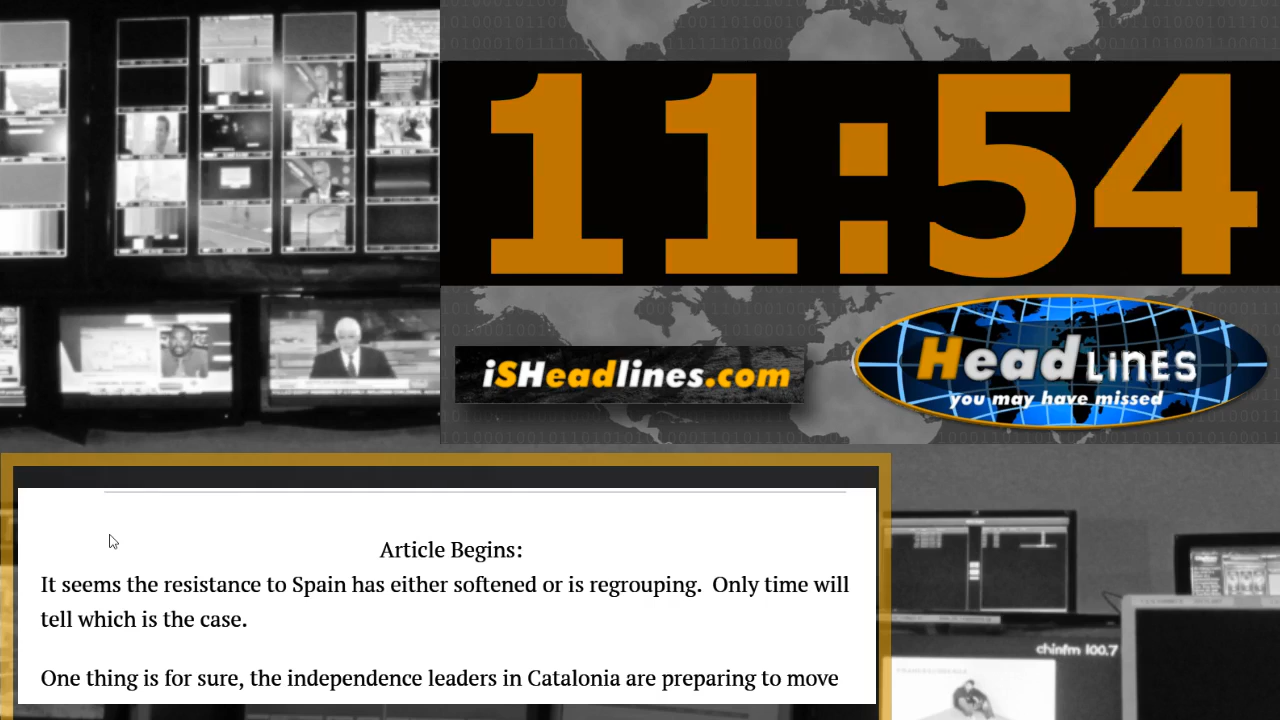 11:54
iSHeadlines.com
HeadLINES
you may have missed
Article Begins:
It seems the resistance to Spain has either softened or is regrouping.  Only time will
tell which is the case.
One thing is for sure, the independence leaders in Catalonia are preparing to move
chinfm 100.7